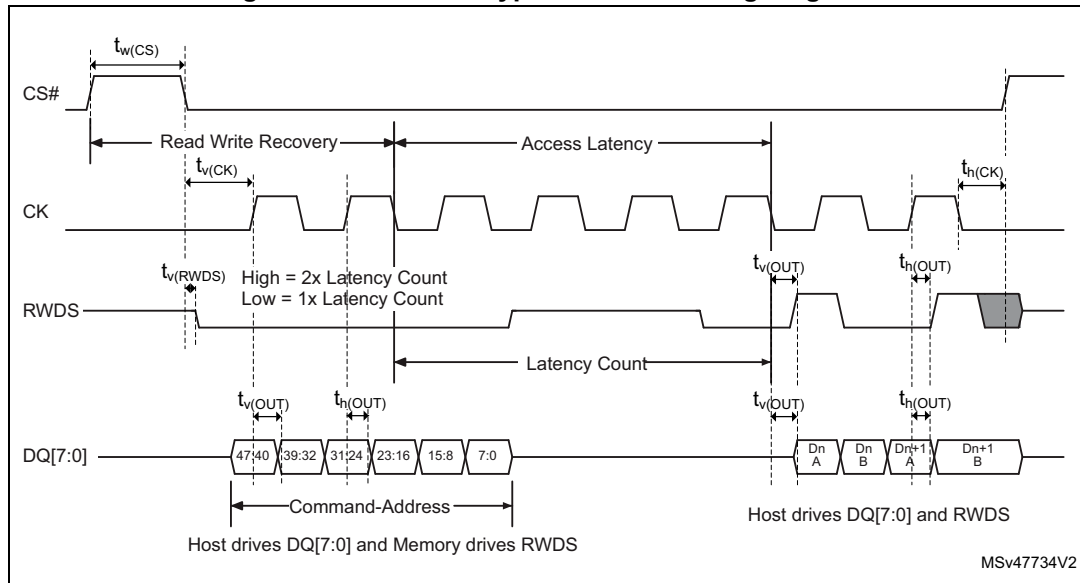 tw(CS)
CS#
Read Write Recovery
Access Latency
tv(CK)
th(CK)
CK
tv(RWDS)
High = 2x Latency Count
Low = 1x Latency Count
tv(OUT)
th(OUT)
RWDS
Latency Count
tv(OUT)
th(OUT)
tv(OUT)
th(OUT)
DQ[7:0]
47:40
39:32
31:24
23:16
15:8
7:0
Dn
A
Dn
B
Dn+1
A
Dn+1
B
Command-Address
Host drives DQ[7:0] and RWDS
Host drives DQ[7:0] and Memory drives RWDS
MSv47734V2